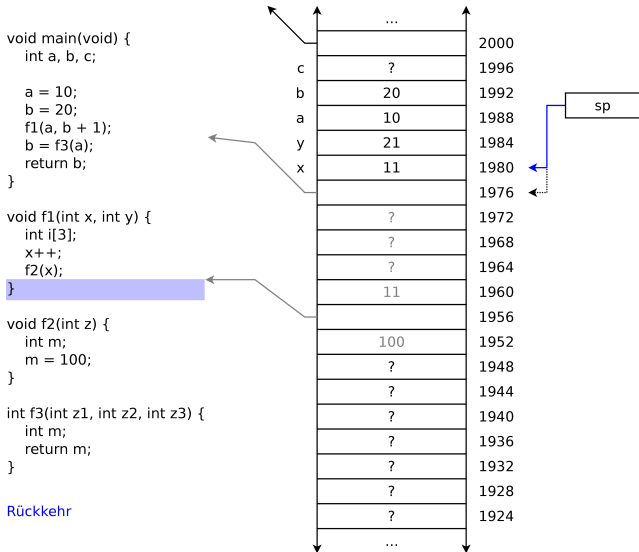 void main(void) {
int a, b, c;
a = 10;
b = 20;
f1(a, b + 1);
b = f3(a);
return b;
}
void f1(int x, int y) {
int i[3];
x++;
f2(x);
}
void f2(int z) {
int m;
m = 100;
}
int f3(int z1, int z2, int z3) {
int m;
return m;
}
Rückkehr
...
2000
c ? 1996
b 20 1992
a 10 1988
y 21 1984
x 11 1980
1976
? 1972
? 1968
? 1964
11 1960
1956
100 1952
? 1948
? 1944
? 1940
? 1936
? 1932
? 1928
? 1924
...
sp